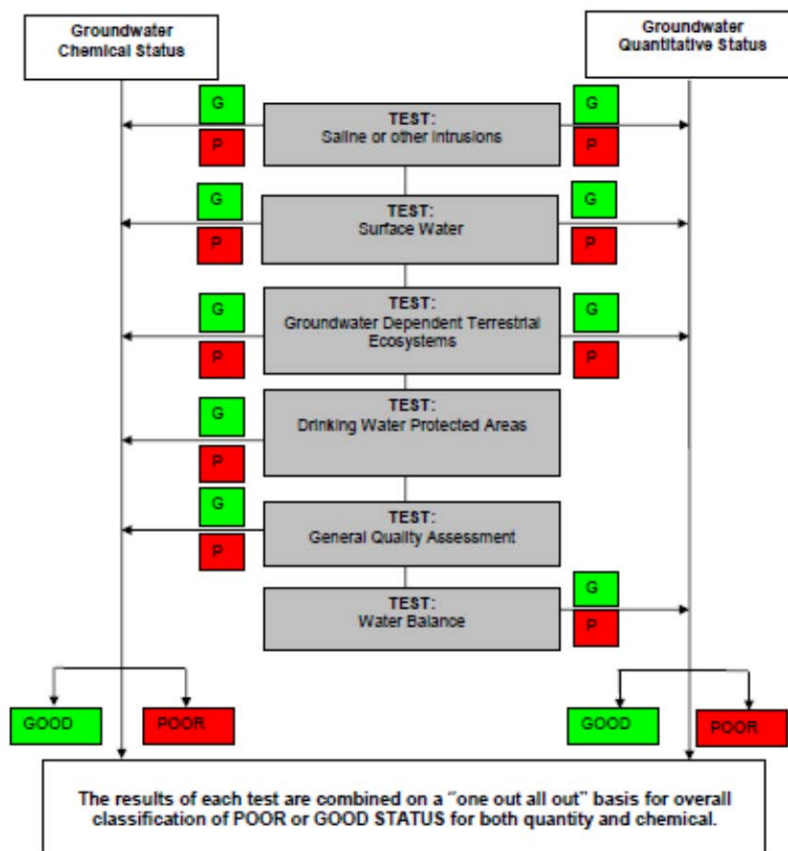 Groundwater
Chemical Status
Groundwater
Quantitative Status
G
P
TEST:
Saline or other Intrusions
G
P
G
P
TEST:
Surface Water
G
P
G
P
TEST:
Groundwater Dependent Terrestrial
Ecosystems
G
P
G
P
TEST:
Drinking Water Protected Areas
G
P
TEST:
General Quality Assessment
TEST:
Water Balance
G
P
GOOD
POOR
GOOD
POOR
The results of each test are combined on a "one out all out" basis for overall
classification of POOR or GOOD STATUS for both quantity and chemical.